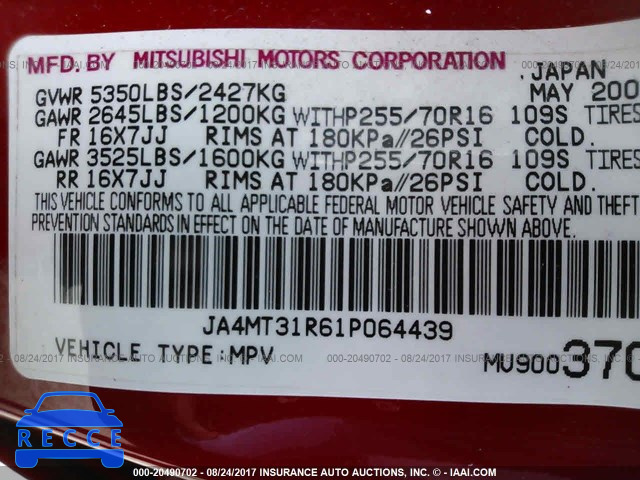 MFD. BY MITSUBISHI MOTORS CORPORATION
JAPAN
GVWR 5350LBS/2427KG MAY 200
GAWR 2645LBS/1200KG WITHP255/70R16 109S TIRES
FR 16X7JJ RIMS AT 180KPa//26PSI COLD.
GAWR 3525LBS/1600KG WITHP255/70R16 109S TIRES
RR 16X7JJ RIMS AT 180KPa//26PSI COLD.
THIS VEHICLE CONFORMS TO ALL APPLICABLE FEDERAL MOTOR VEHICLE SAFETY AND THEFT
PREVENTION STANDARDS IN EFFECT ON THE DATE OF MANUFACTURE SHOWN ABOVE.
JA4MT31R61P064439
VEHICLE TYPE:MPV
MU900370
RECEE
000-20490702 - 08/24/2017 INSURANCE AUTO AUCTIONS, INC. - IAAI.COM